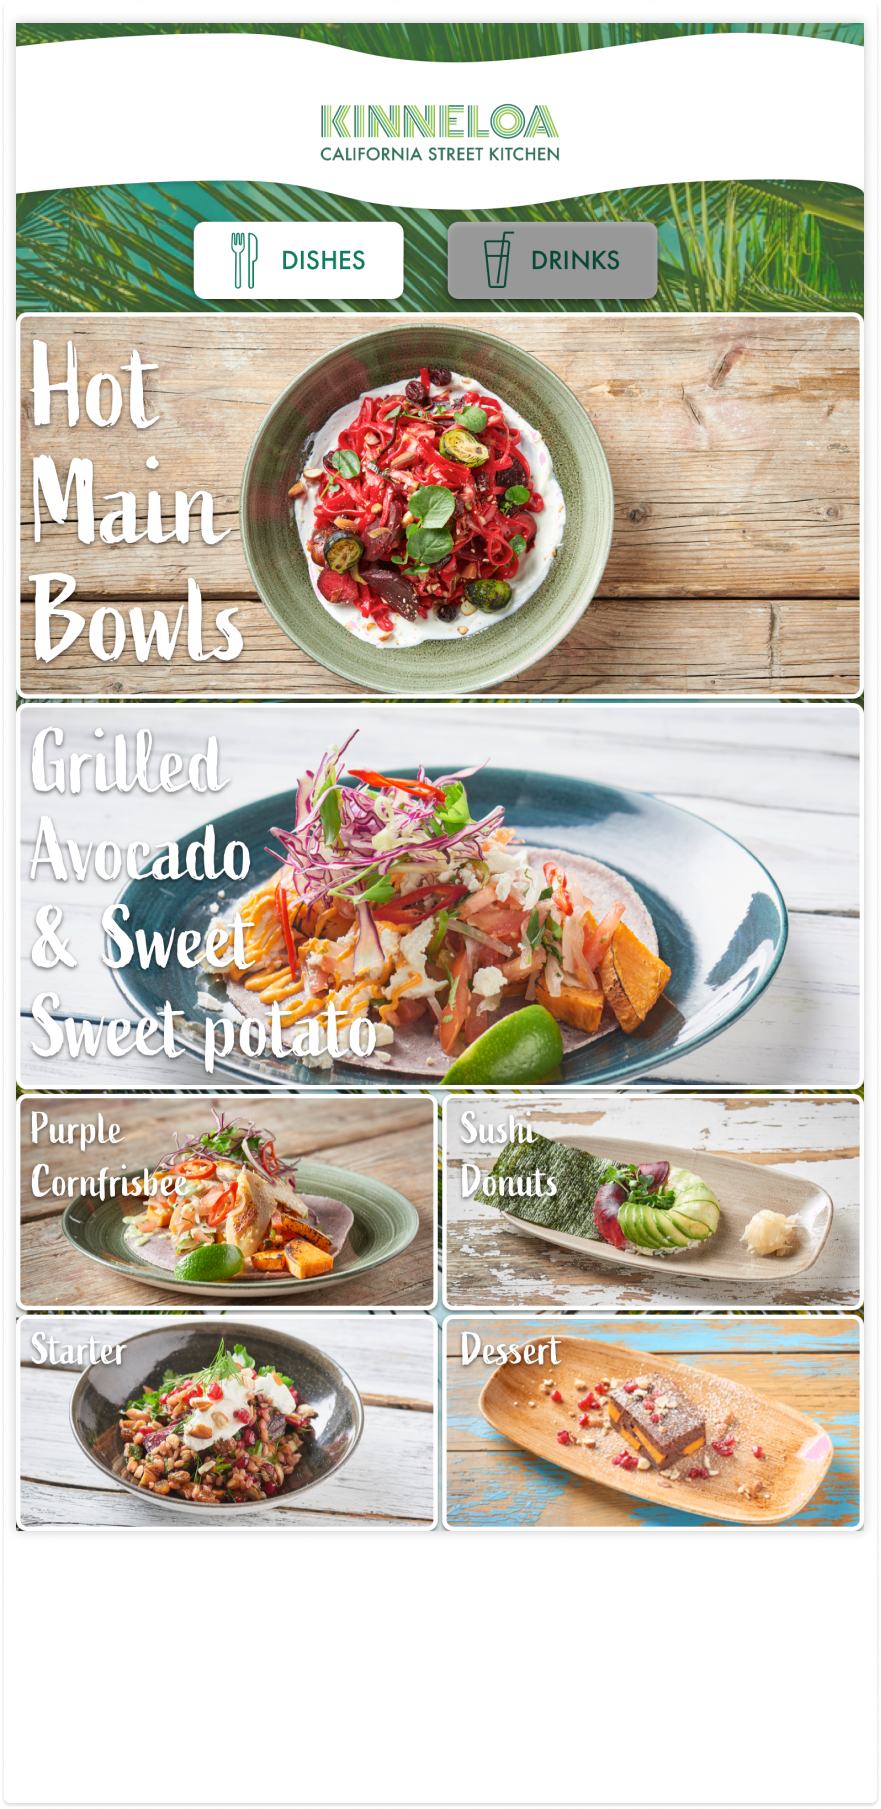 KINNELOA
CALIFORNIA STREET KITCHEN
DISHES
DRINKS
Hot
Main
Bowls
Grilled
Avocado
& Sweet
Sweet potato
Purple
Cornfrisbee
Sushi
Donuts
Starter
Dessert